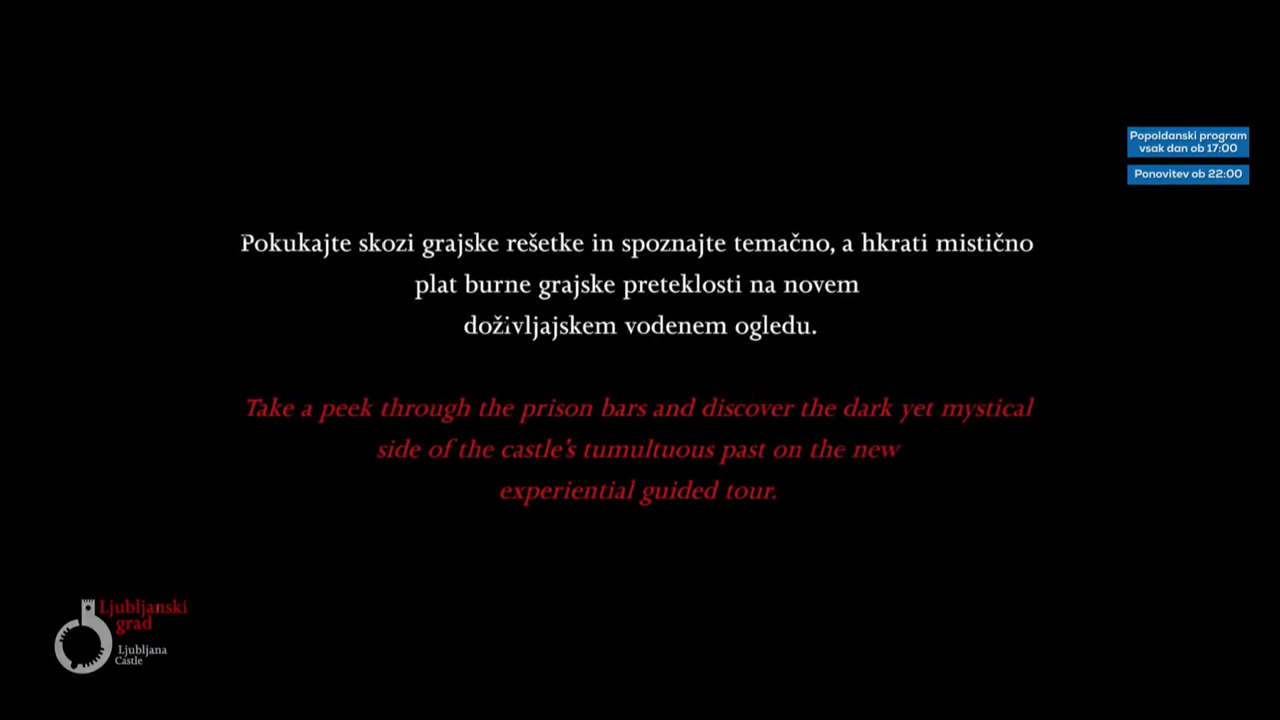 Popoldanski program
vsak dan ob 17:00
Ponovitev ob 22:00
Pokukajte skozi grajske rešetke in spoznajte temačno, a hkrati mistično
plat burne grajske preteklosti na novem
doživljajskem vodenem ogledu.
Take a peek through the prison bars and discover the dark yet mystical
side of the castle's tumultuous past on the new
experiential guided tour.
Ljubljanski
grad
Ljubljana
Castle